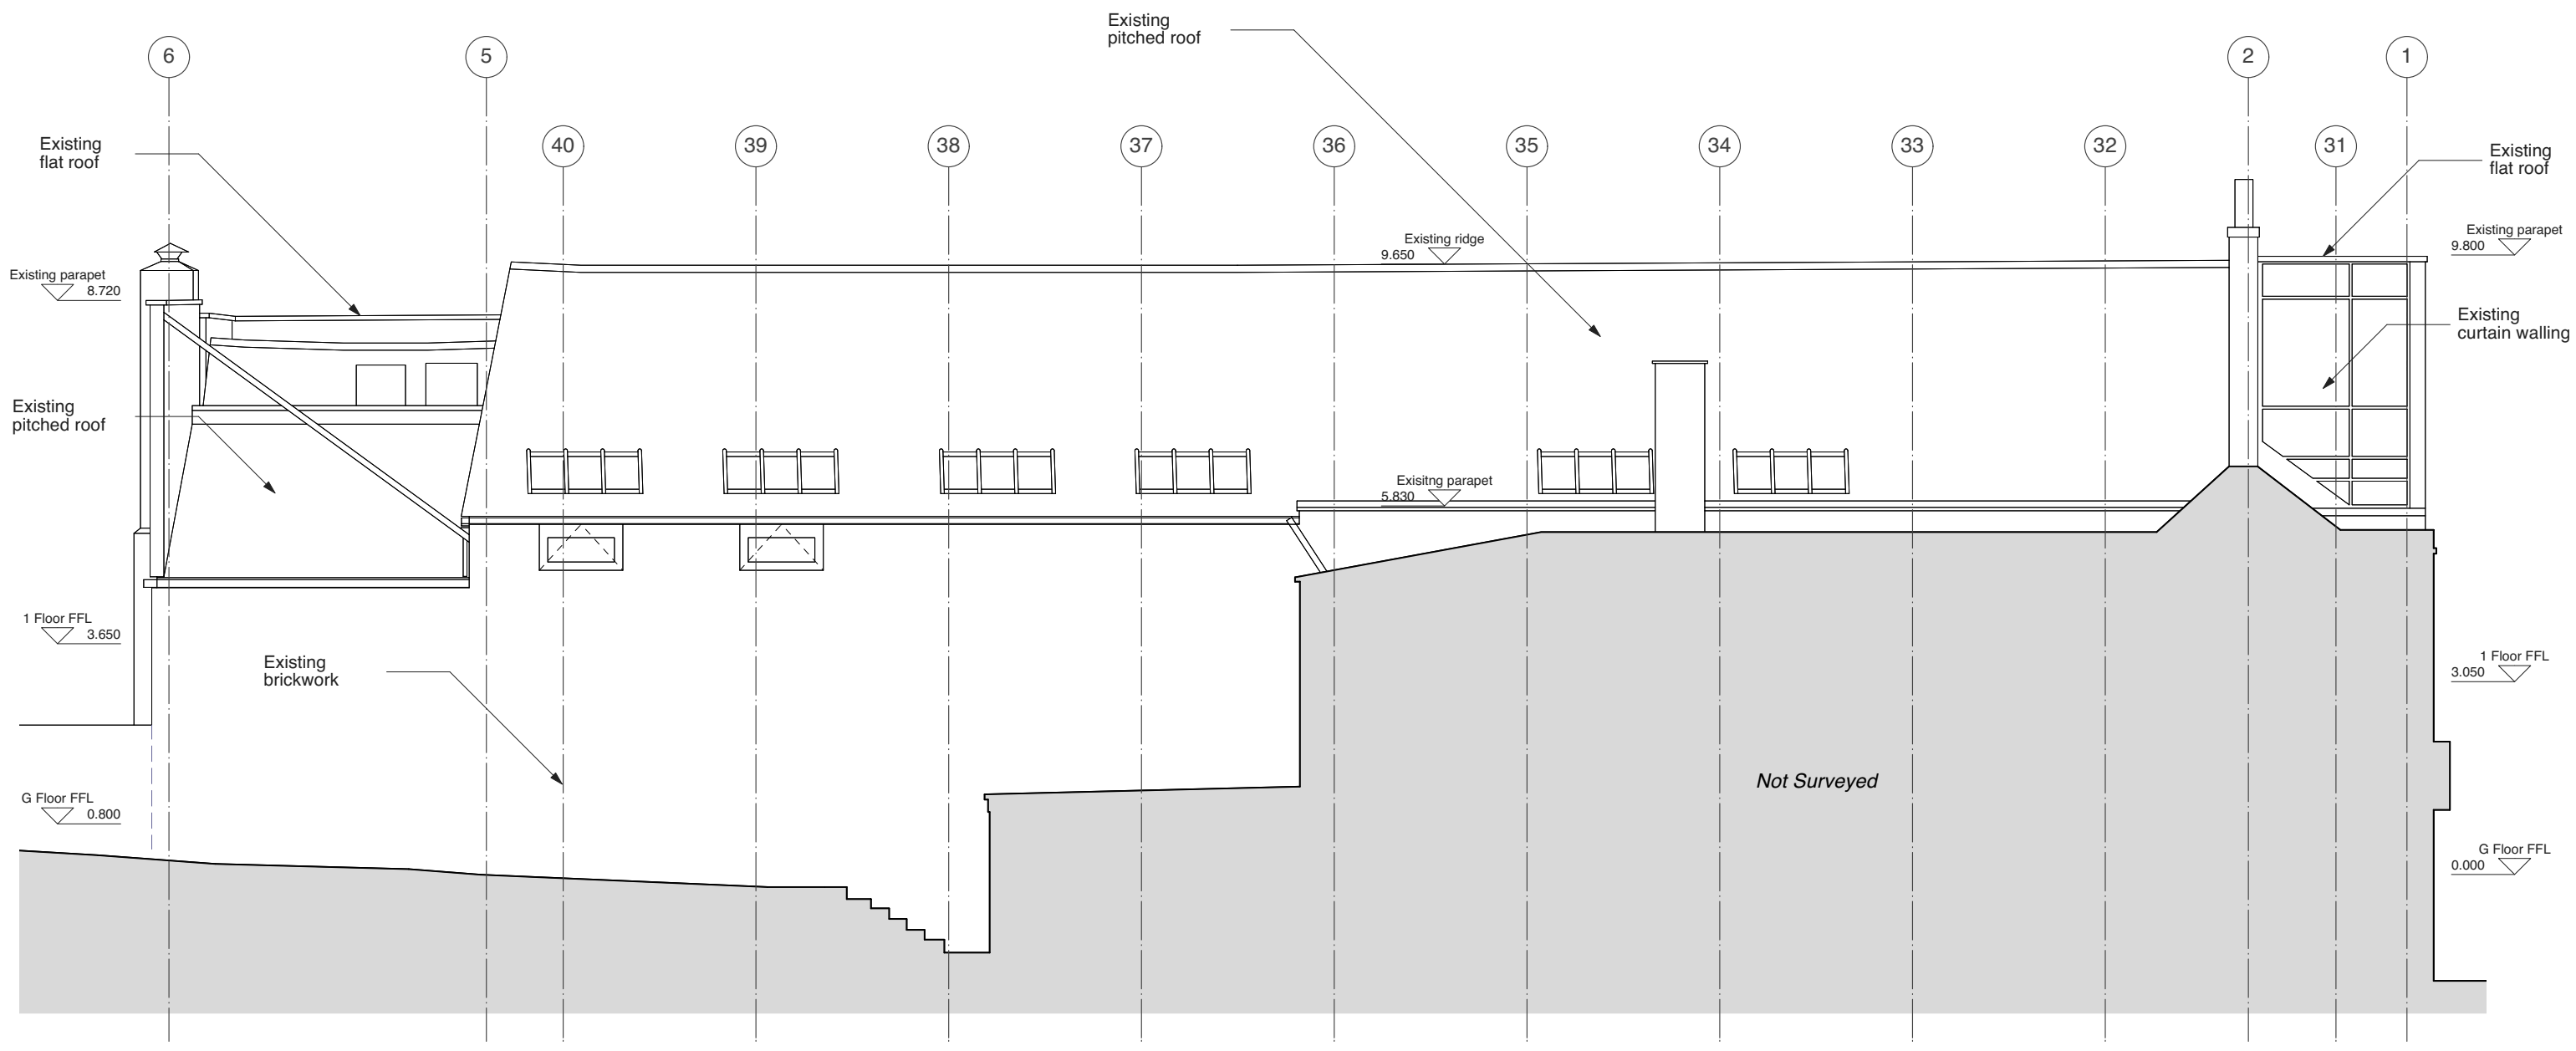 Existing
pitched roof
6
5
2
1
40
39
38
37
36
35
34
33
32
31
Existing
flat roof
Existing
flat roof
Existing parapet
9.800
Existing ridge
9.650
Existing parapet
8.720
Existing
curtain walling
Existing
pitched roof
Exisitng parapet
5.830
1 Floor FFL
3.650
Existing
brickwork
1 Floor FFL
3.050
Not Surveyed
G Floor FFL
0.800
G Floor FFL
0.000